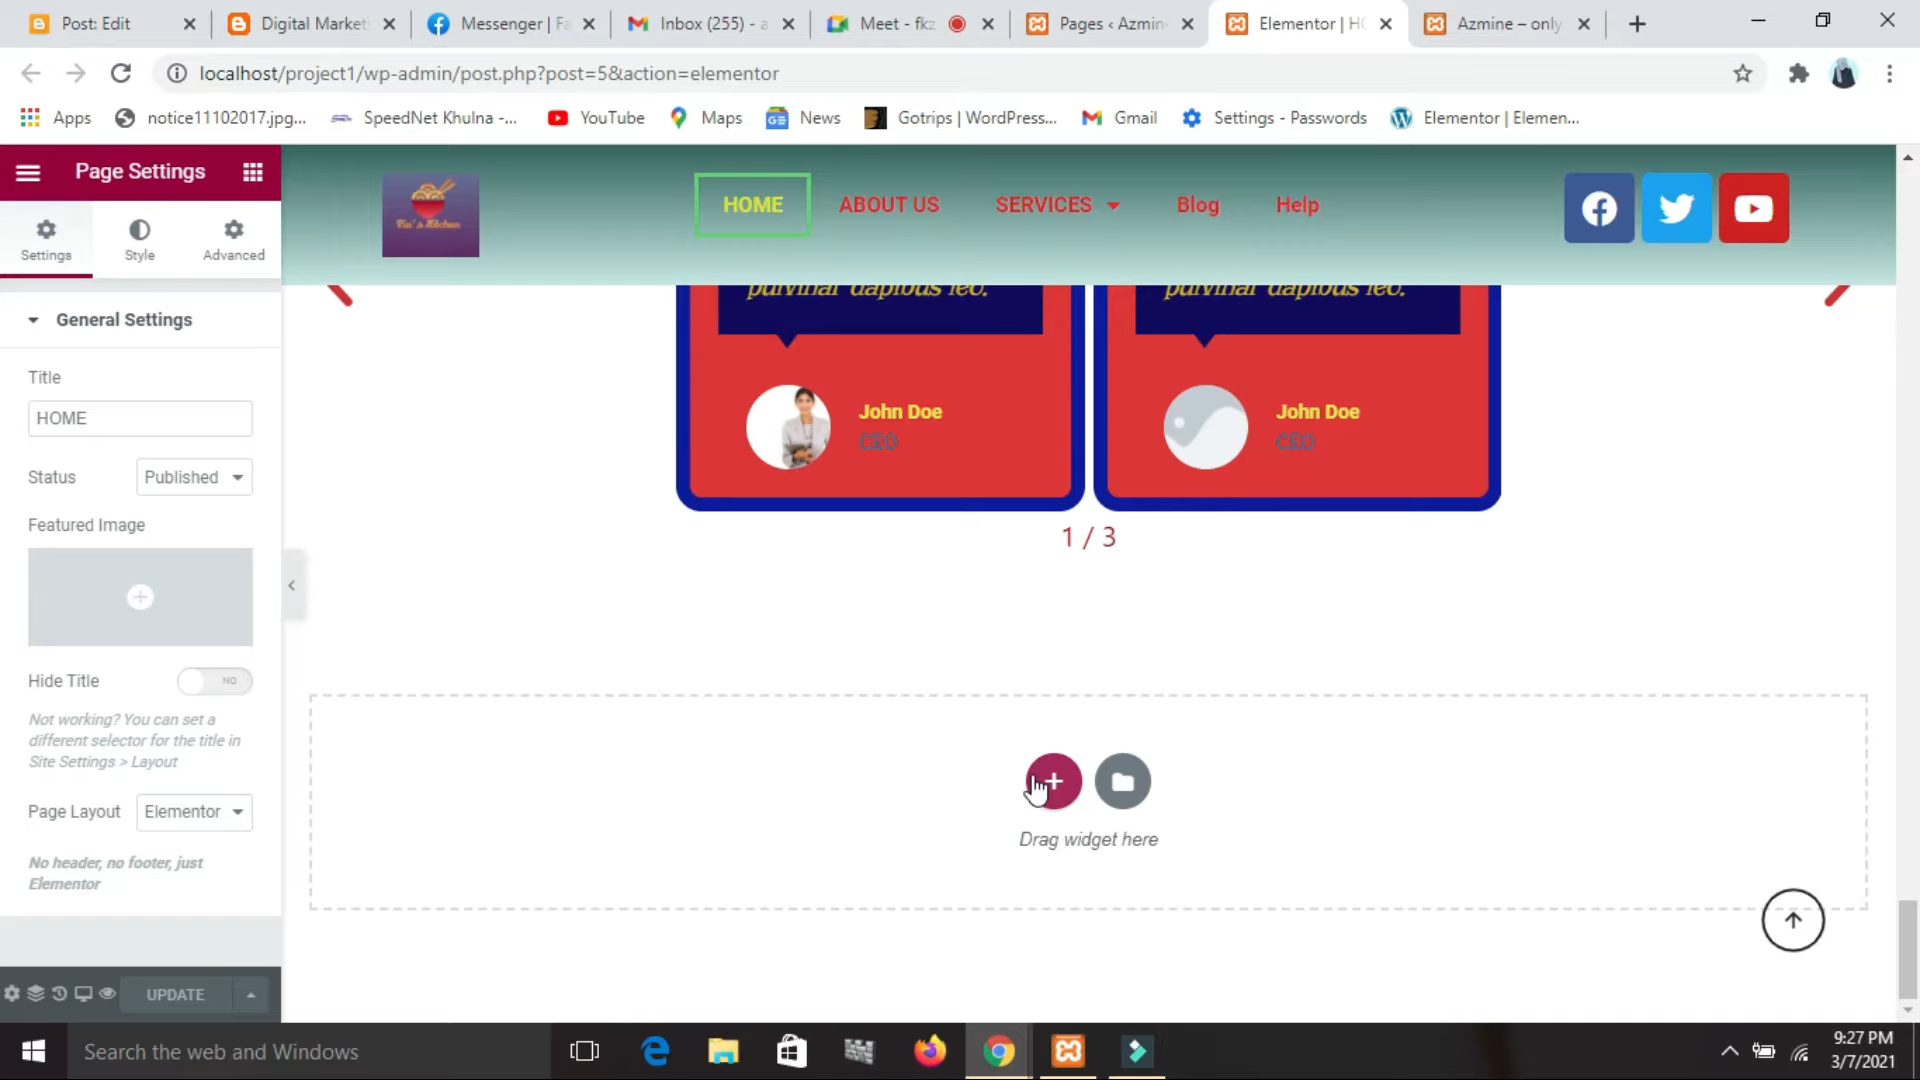 Post: Edit
Digital Market
Messenger | Fa
Inbox (255) - a
Meet - fkz
Pages ‹ Azmin
Elementor | HO
Azmine – only
localhost/project1/wp-admin/post.php?post=5&action=elementor
Apps
notice11102017.jpg...
SpeedNet Khulna -...
YouTube
Maps
News
Gotrips | WordPress...
Gmail
Settings - Passwords
Elementor | Elemen...
Page Settings
Settings
Style
Advanced
General Settings
Title
HOME
Status
Published
Featured Image
Hide Title
NO
Not working? You can set a
different selector for the title in
Site Settings > Layout
Page Layout
Elementor
No header, no footer, just
Elementor
UPDATE
HOME
ABOUT US
SERVICES
Blog
Help
pulvinar dapibus leo.
pulvinar dapibus leo.
John Doe
CEO
John Doe
CEO
1 / 3
Drag widget here
Search the web and Windows
9:27 PM
3/7/2021